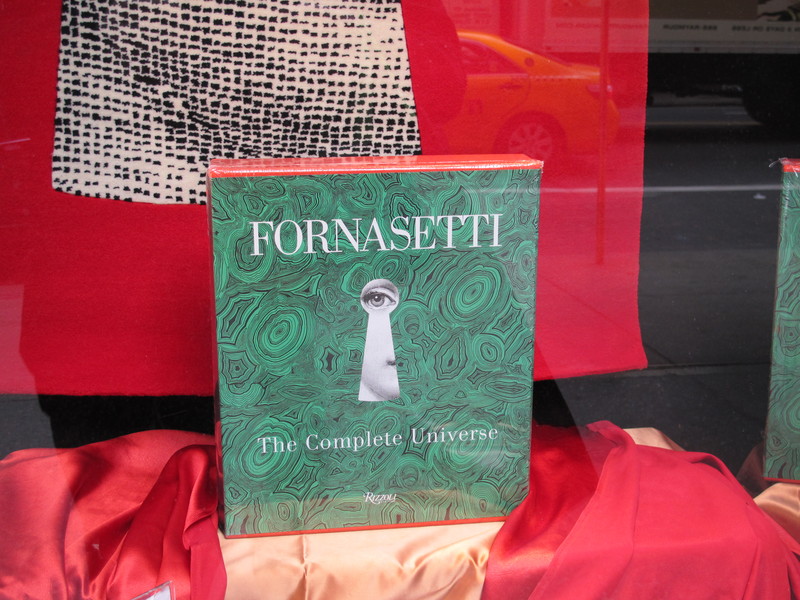 FORNASETTI
The Complete Universe
RIZZOLI